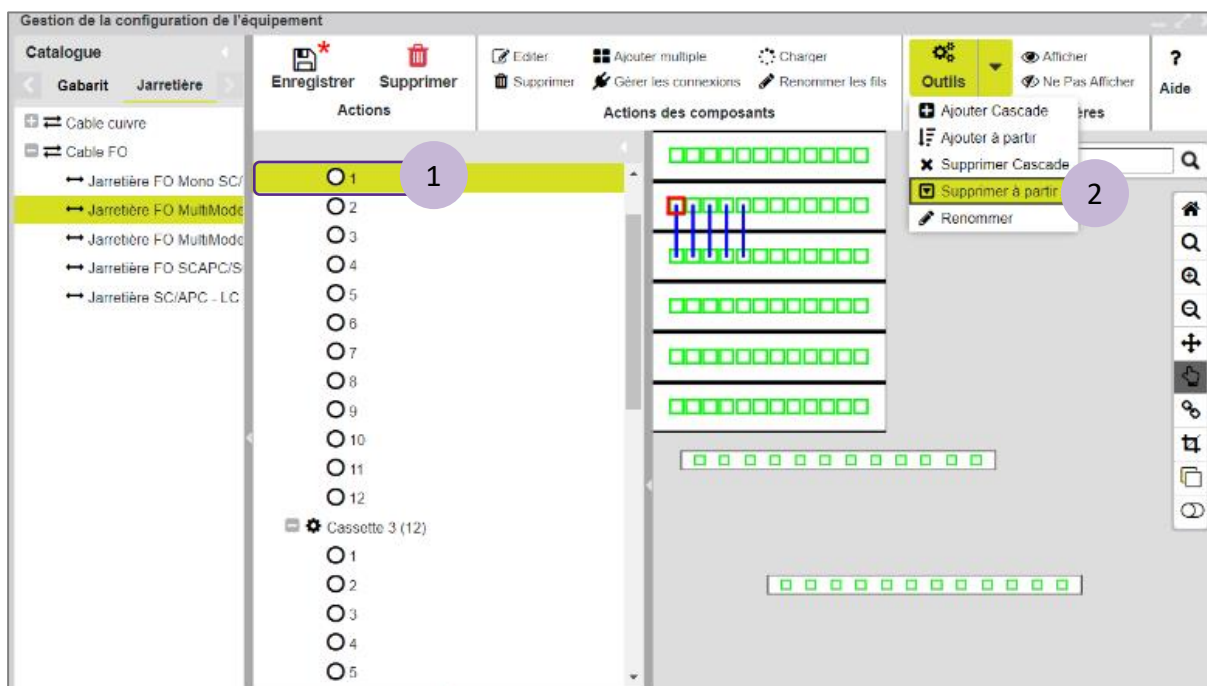 Gestion de la configuration de l'équipement
Catalogue
Gabarit Jarretière
Cable cuivre
Cable FO
Jarretière FO Mono SC/
Jarretière FO MultiMode
Jarretière FO MultiMode
Jarretière FO SCAPC/S
Jarretière SC/APC - LC
Enregistrer Supprimer
Actions
Editer Ajouter multiple Charger
Supprimer Gérer les connexions Renommer les fils
Actions des composants
Outils
Afficher
Ne Pas Afficher
ères
?
Aide
Ajouter Cascade
Ajouter à partir
Supprimer Cascade
Supprimer à partir
Renommer
2
1
1
2
3
4
5
6
7
8
9
10
11
12
Cassette 3 (12)
1
2
3
4
5